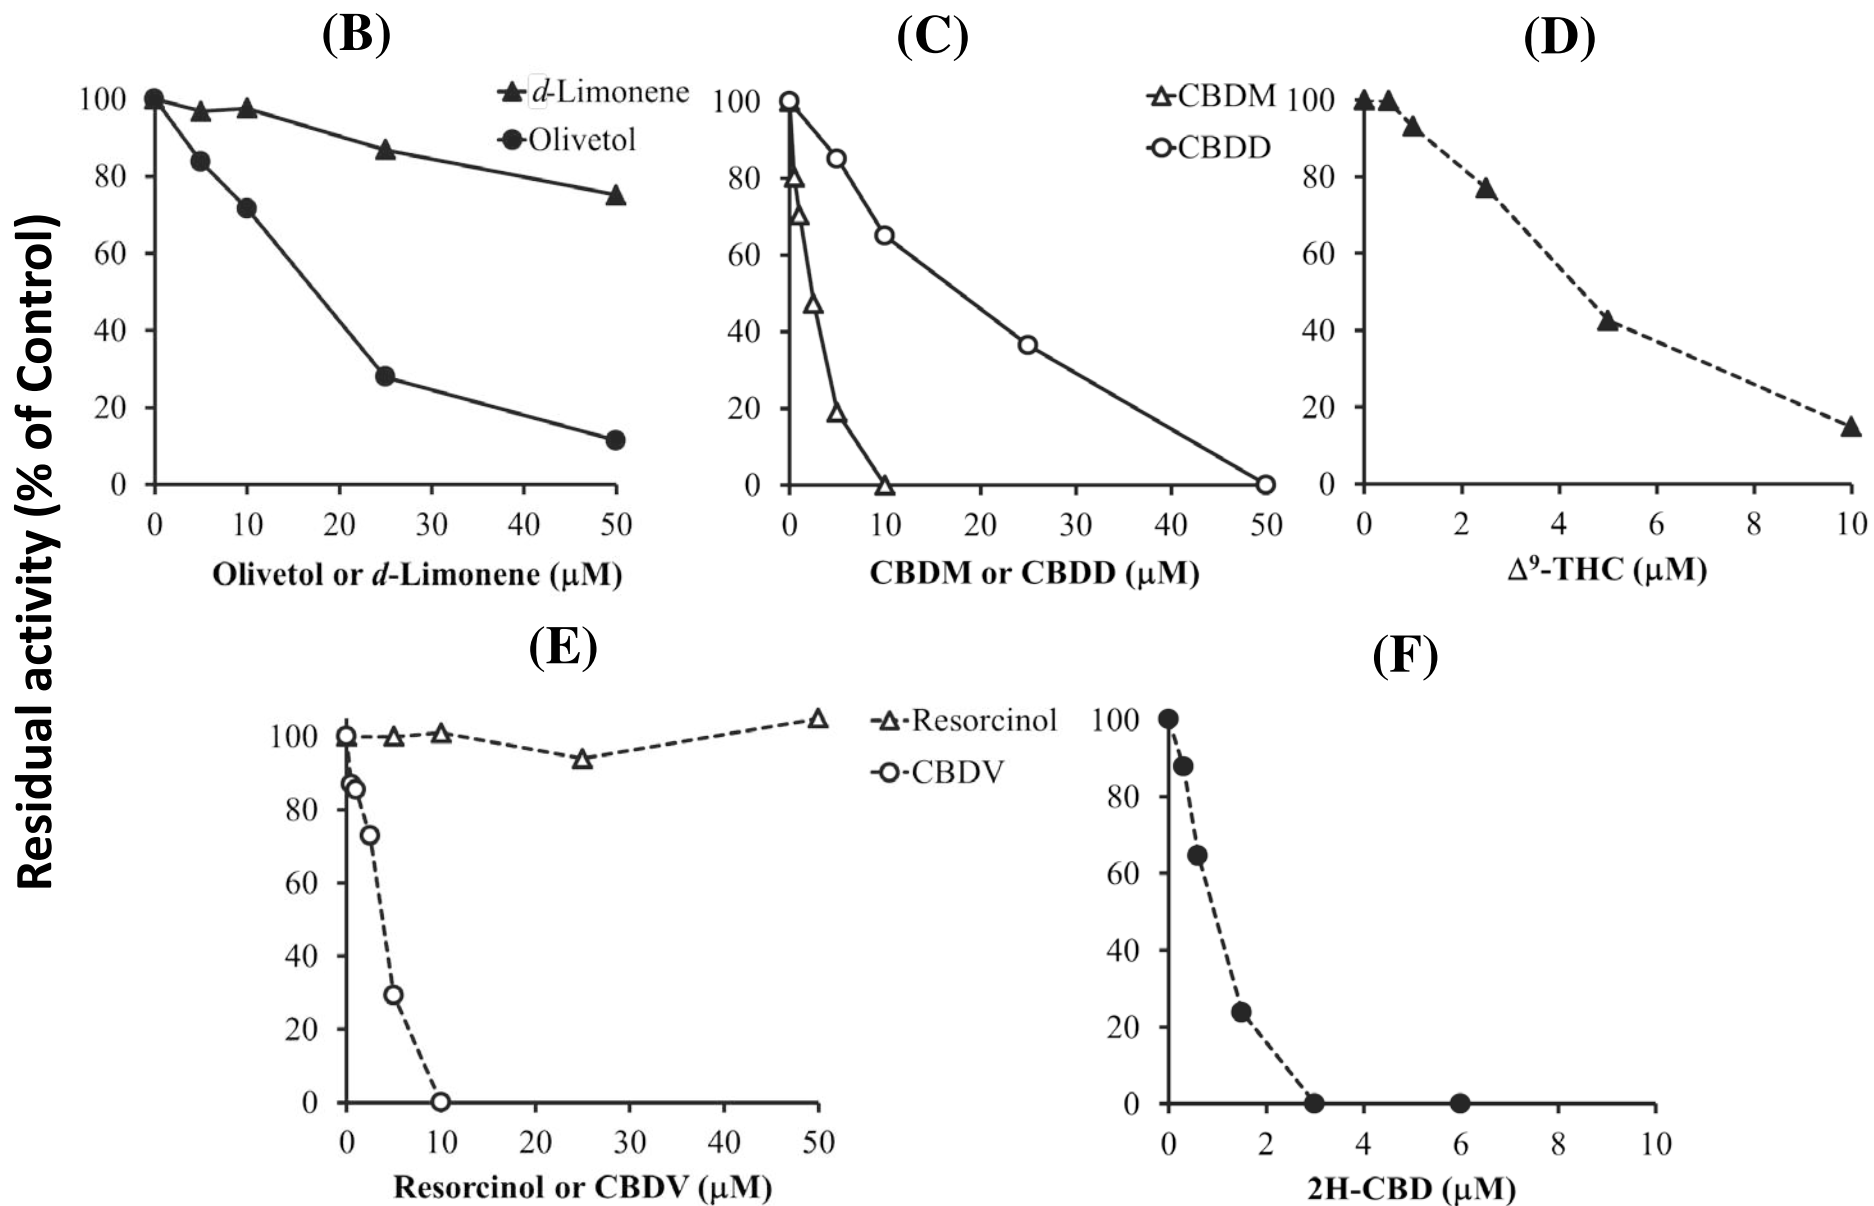 (B)
(C)
(D)
Residual activity (% of Control)
100
80
60
40
20
0
0 10 20 30 40 50
d-Limonene
Olivetol
Olivetol or d-Limonene (μM)
100
80
60
40
20
0
0 10 20 30 40 50
CBDM
CBDD
CBDM or CBDD (μM)
100
80
60
40
20
0
0 2 4 6 8 10
Δ⁹-THC (μM)
(E)
(F)
100
80
60
40
20
0
0 10 20 30 40 50
Resorcinol
CBDV
Resorcinol or CBDV (μM)
100
80
60
40
20
0
0 2 4 6 8 10
2H-CBD (μM)